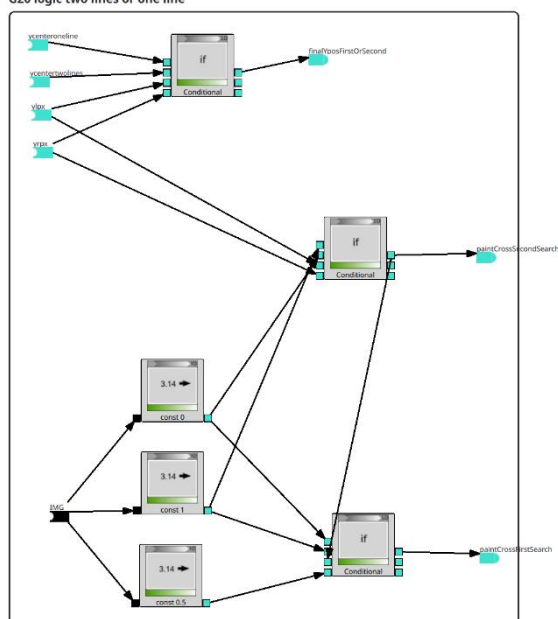 G20 logic two lines or one line
ycenteroneline
if
finalYposFirstOrSecond
ycentertwolines
Conditional
ylpx
yrpx
if
paintCrossSecondSearch
Conditional
3.14
const 0
3.14
const 1
IMG
if
paintCrossFirstSearch
3.14
Conditional
const 0.5